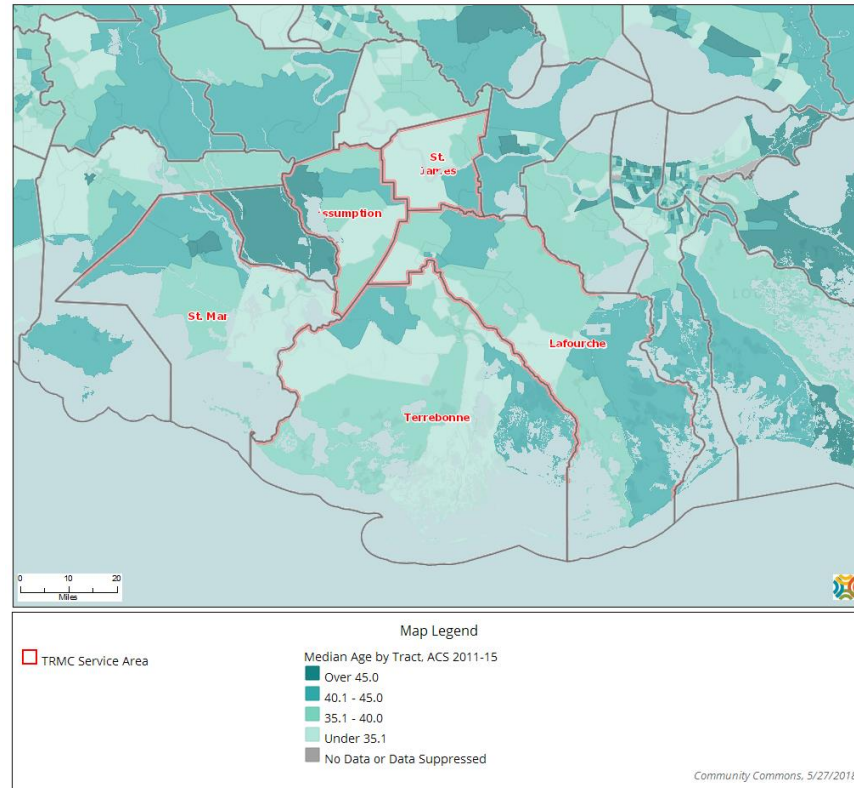 St.
James
ssumption
St. Mar
Lafourche
Terrebonne
0 10 20
Miles
Map Legend
TRMC Service Area
Median Age by Tract, ACS 2011-15
Over 45.0
40.1 - 45.0
35.1 - 40.0
Under 35.1
No Data or Data Suppressed
Community Commons, 5/27/2018